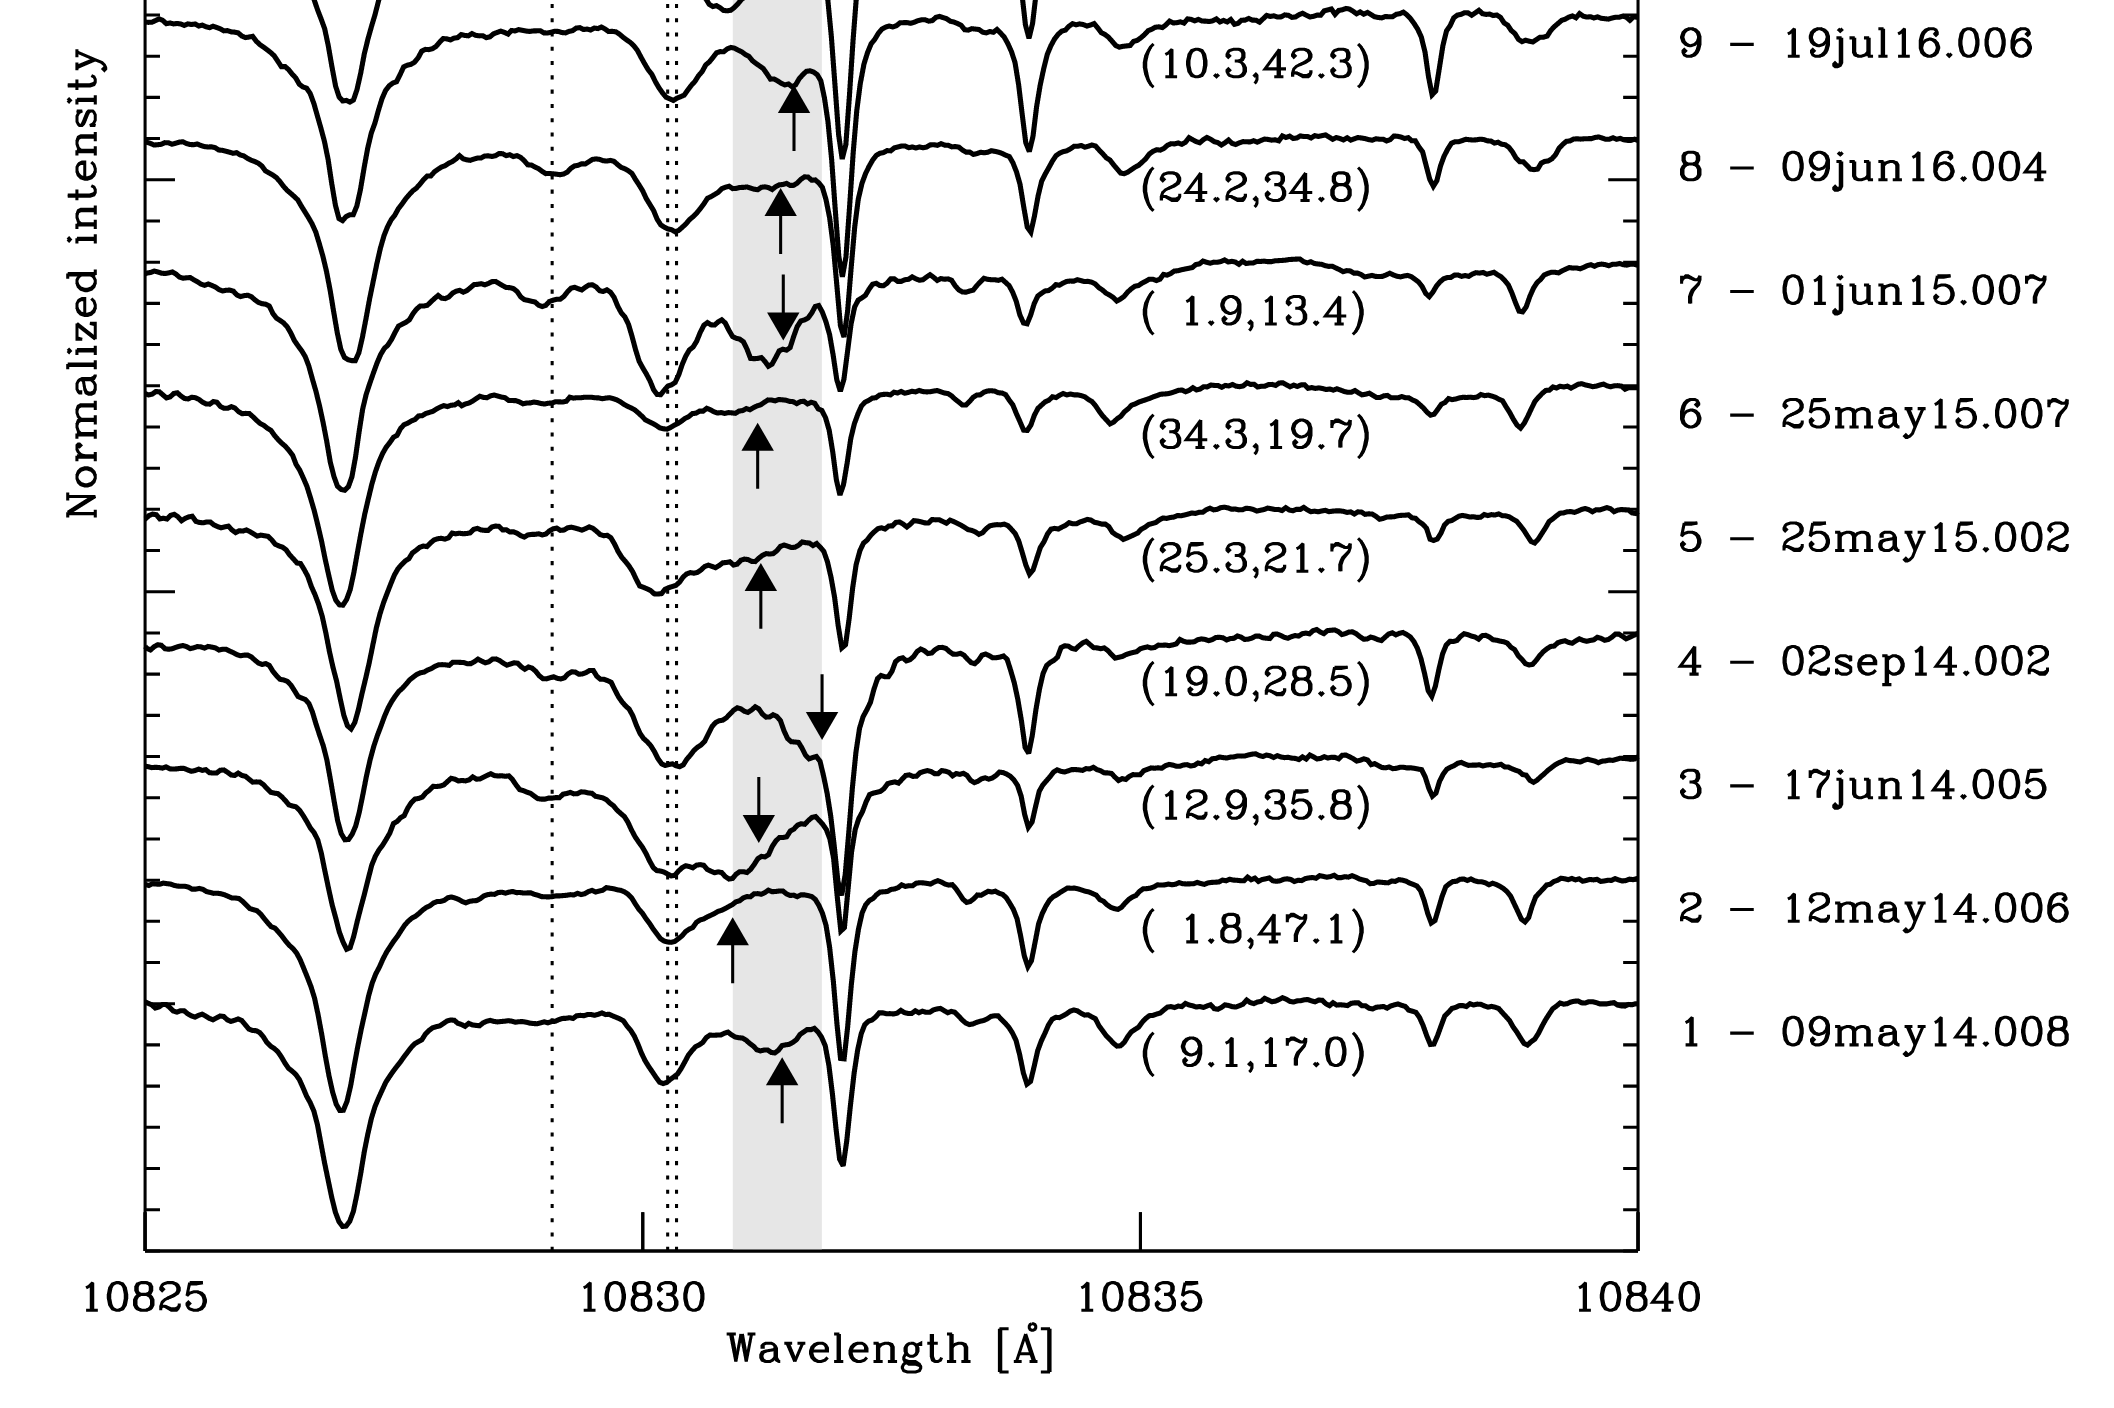 Normalized intensity
(10.3,42.3) 9 – 19jul16.006
(24.2,34.8) 8 – 09jun16.004
( 1.9,13.4) 7 – 01jun15.007
(34.3,19.7) 6 – 25may15.007
(25.3,21.7) 5 – 25may15.002
(19.0,28.5) 4 – 02sep14.002
(12.9,35.8) 3 – 17jun14.005
( 1.8,47.1) 2 – 12may14.006
( 9.1,17.0) 1 – 09may14.008
10825 10830 10835 10840
Wavelength [Å]